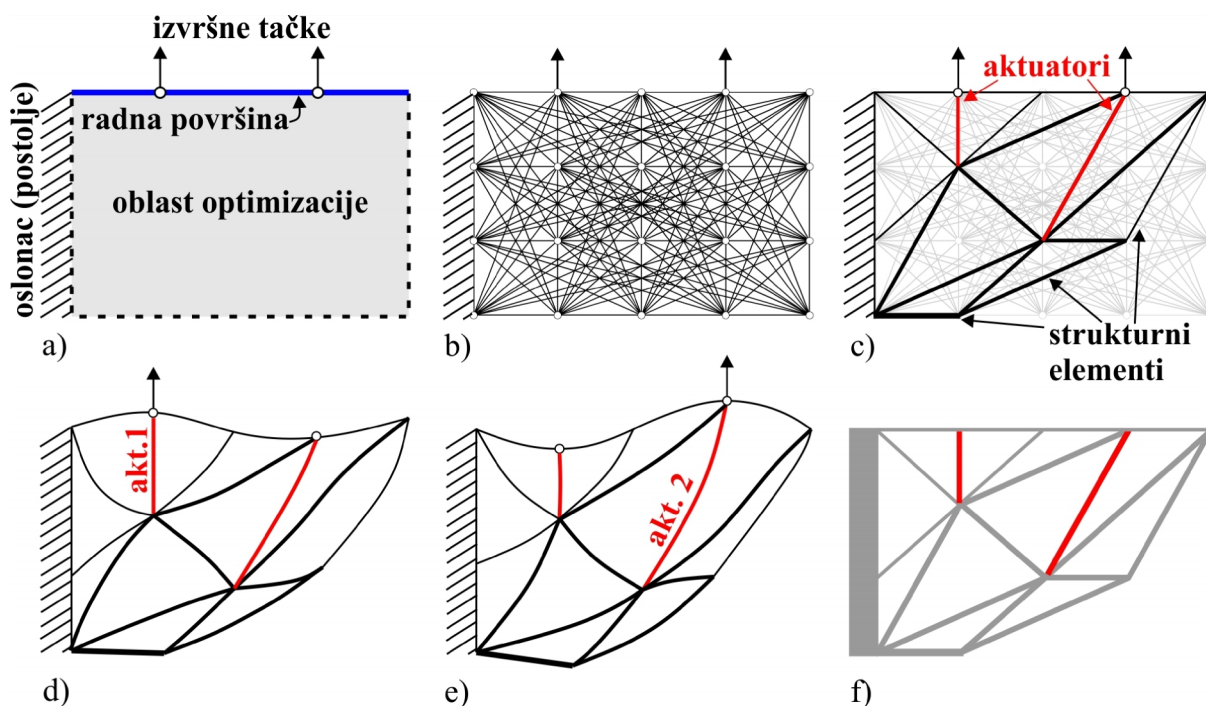 izvršne tačke
oslonac (postolje)
radna površina
oblast optimizacije
a)
b)
aktuatori
strukturni
elementi
c)
akt.1
d)
akt. 2
e)
f)